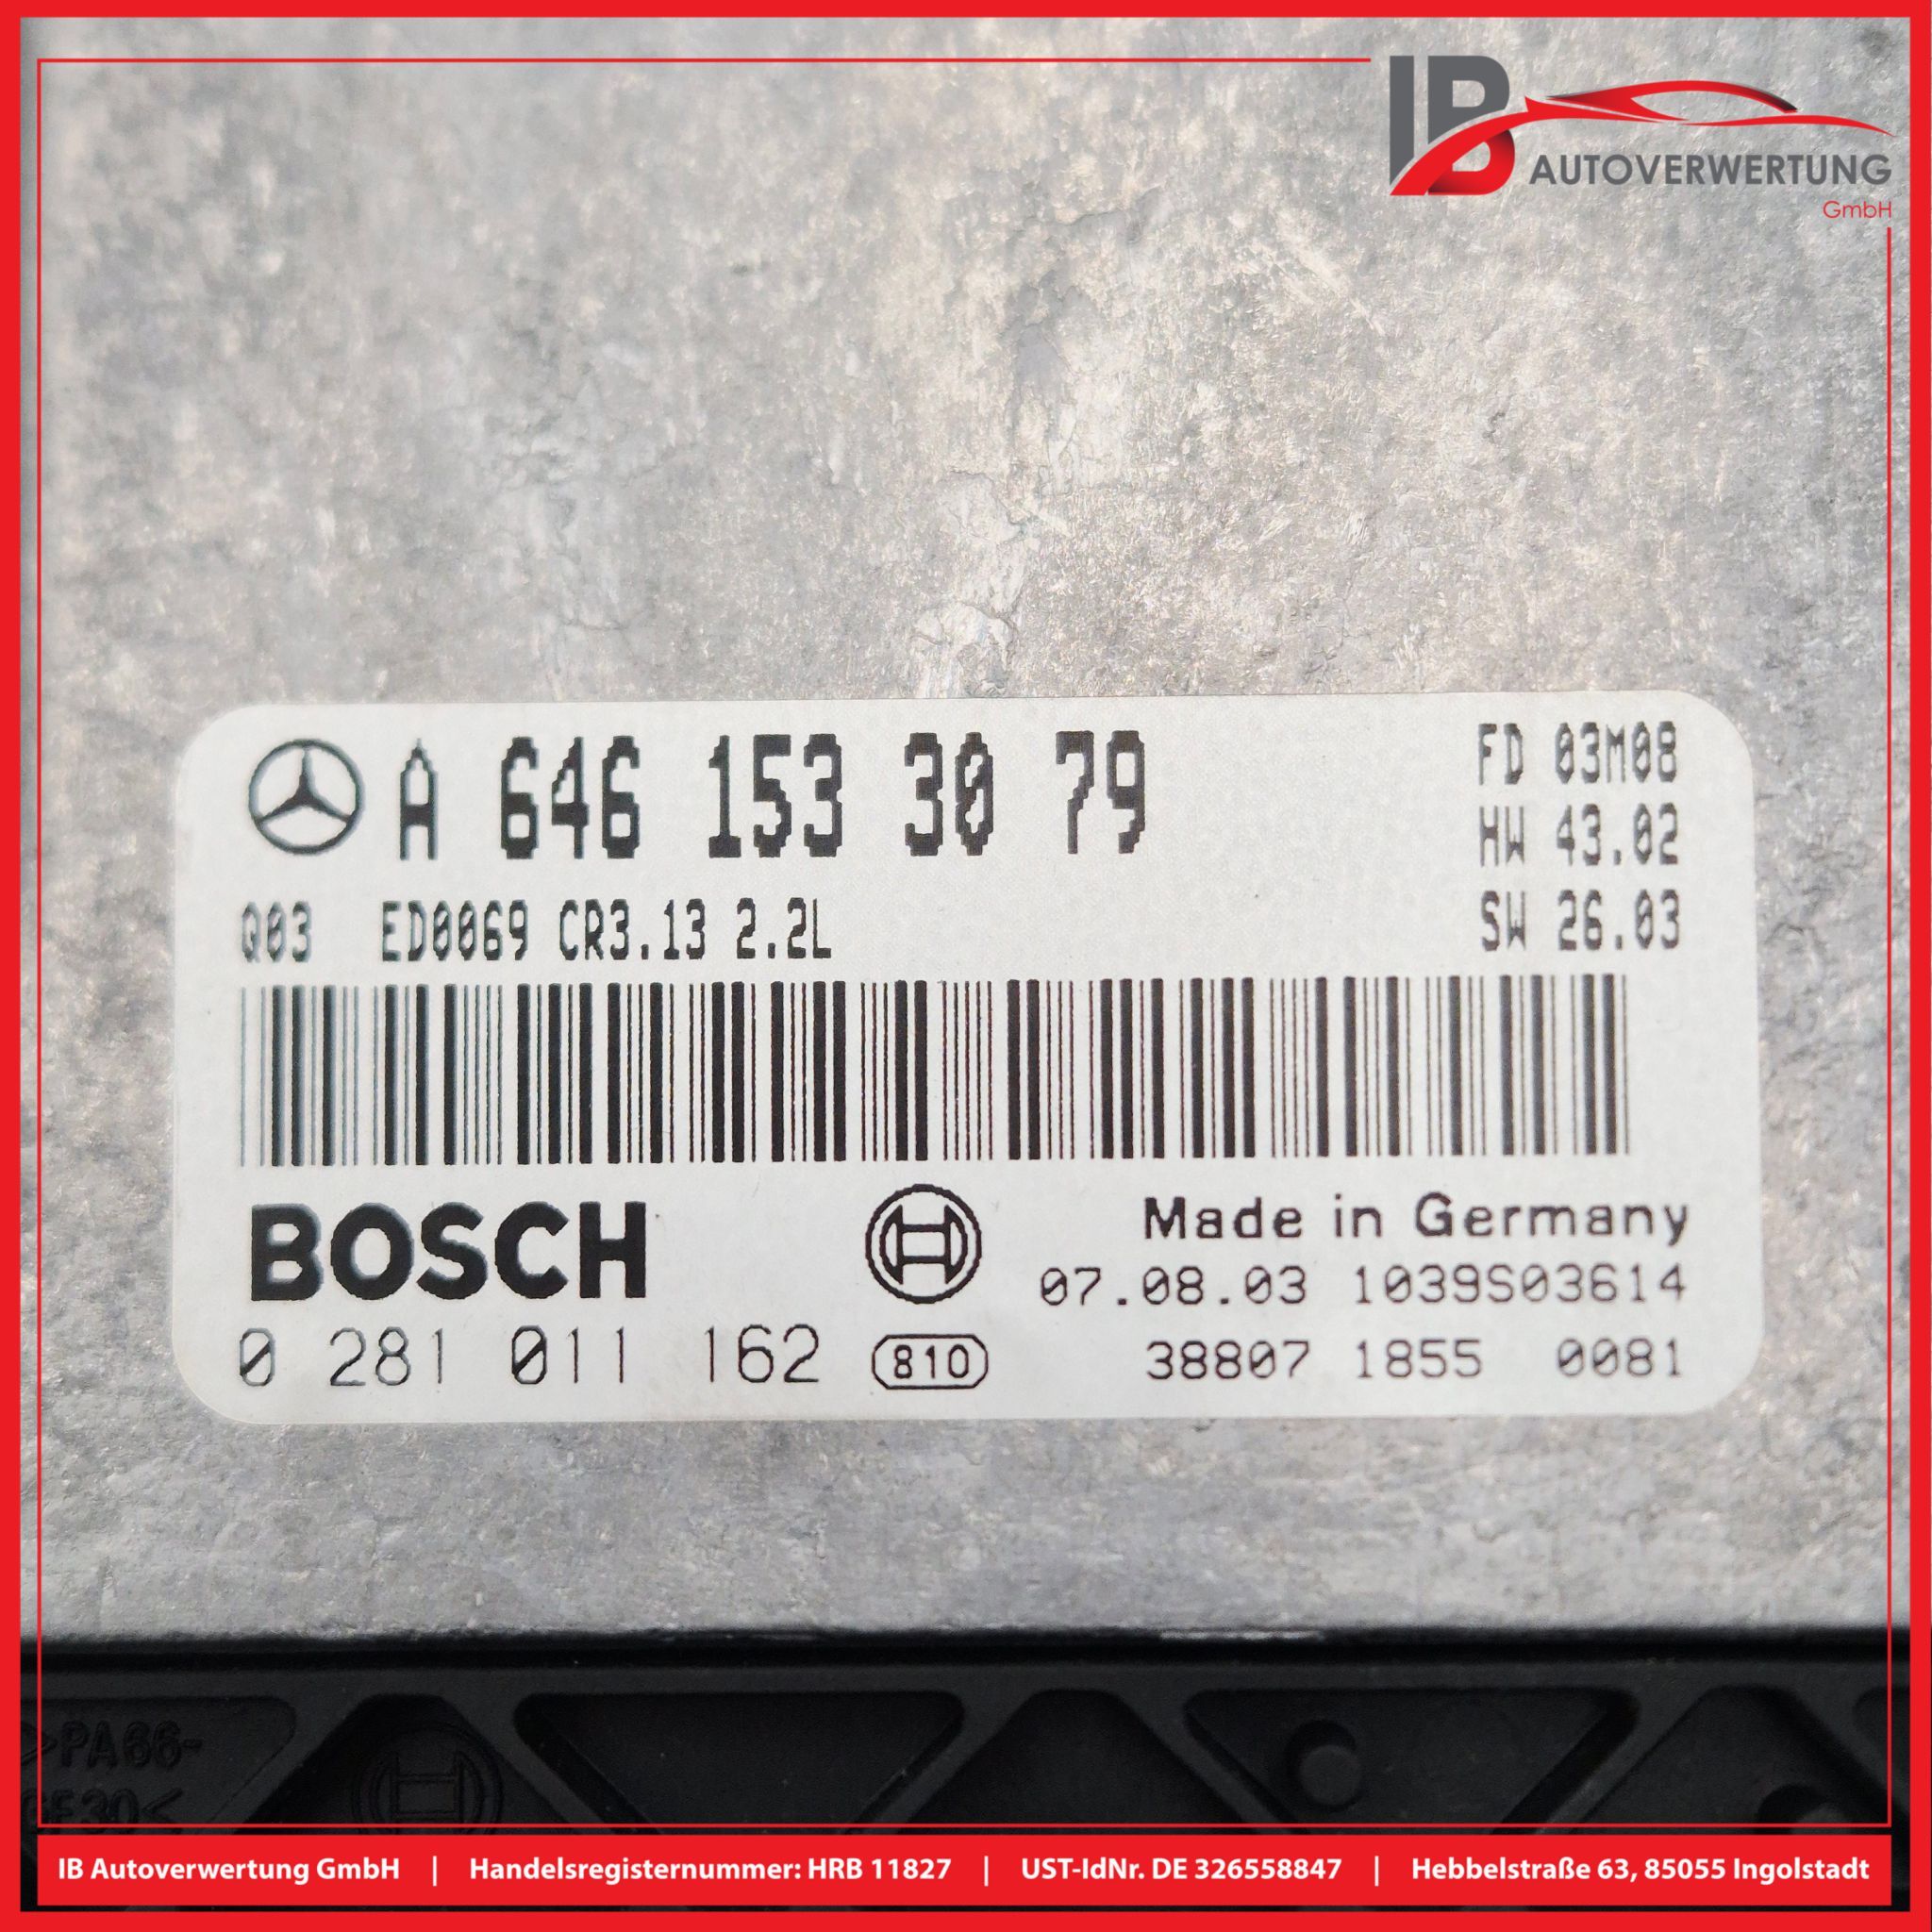 IB
AUTOVERWERTUNG
GmbH
A 646 153 30 79
FD 03M08
HW 43.02
Q03 ED0069 CR3.13 2.2L
SW 26.03
BOSCH
Made in Germany
07.08.03 1039S03614
0 281 011 162 810 38807 1855 0081
>PA66-
GF30<
IB Autoverwertung GmbH | Handelsregisternummer: HRB 11827 | UST-IdNr. DE 326558847 | Hebbelstraße 63, 85055 Ingolstadt